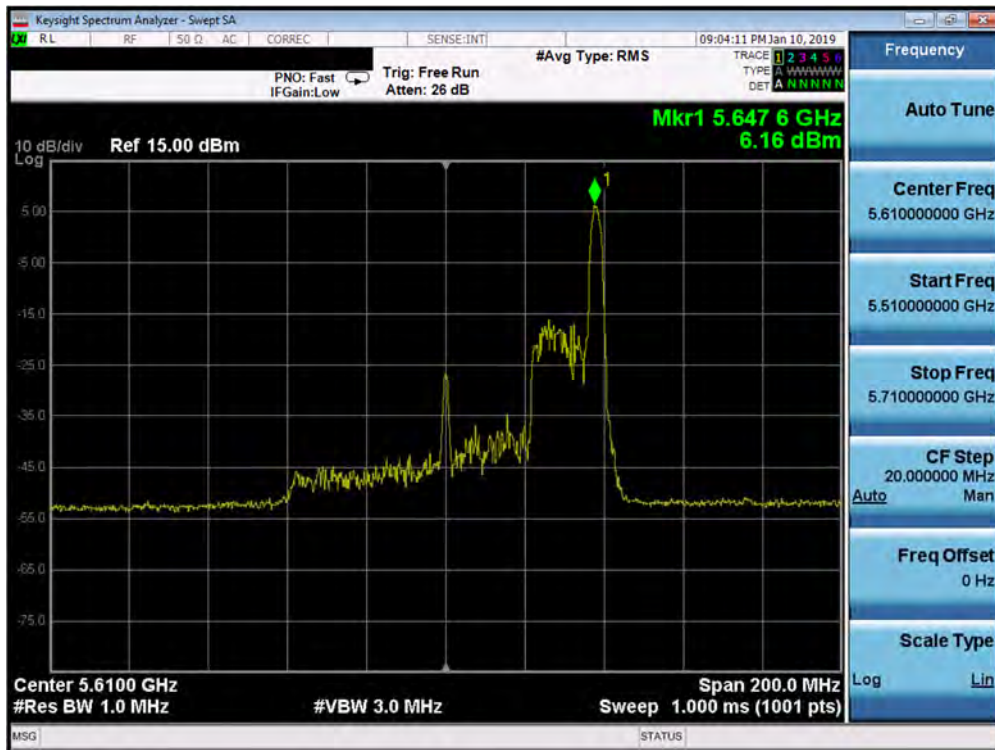 Keysight Spectrum Analyzer - Swept SA
LXI RL RF 50 Ω AC CORREC SENSE:INT 09:04:11 PM Jan 10, 2019
PNO: Fast
IFGain:Low
Trig: Free Run
Atten: 26 dB
#Avg Type: RMS
TRACE 1 2 3 4 5 6
TYPE A WWWWW
DET A N N N N N
Mkr1 5.647 6 GHz
6.16 dBm
10 dB/div
Log
Ref 15.00 dBm
1
5.00
-5.00
-15.0
-25.0
-35.0
-45.0
-55.0
-65.0
-75.0
Center 5.6100 GHz
#Res BW 1.0 MHz
#VBW 3.0 MHz
Span 200.0 MHz
Sweep 1.000 ms (1001 pts)
MSG
STATUS
Frequency
Auto Tune
Center Freq
5.610000000 GHz
Start Freq
5.510000000 GHz
Stop Freq
5.710000000 GHz
CF Step
20.000000 MHz
Auto Man
Freq Offset
0 Hz
Scale Type
Log Lin